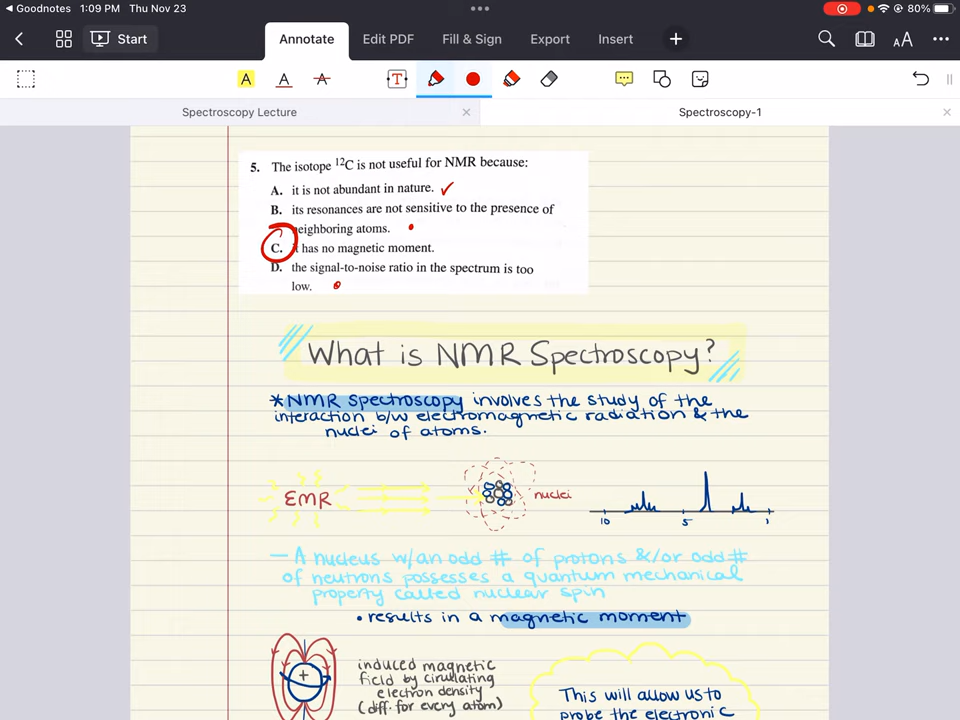 Goodnotes 1:09 PM Thu Nov 23 80%
Start Annotate Edit PDF Fill & Sign Export Insert
Spectroscopy Lecture Spectroscopy-1
5. The isotope 12C is not useful for NMR because:
A. it is not abundant in nature.
B. its resonances are not sensitive to the presence of
neighboring atoms.
C. it has no magnetic moment.
D. the signal-to-noise ratio in the spectrum is too
low.
What is NMR Spectroscopy?
*NMR spectroscopy involves the study of the
interaction b/w electromagnetic radiation & the
nuclei of atoms.
EMR
nuclei
10 5 1
— A nucleus w/an odd # of protons &/or odd #
of neutrons possesses a quantum mechanical
property called nuclear spin
• results in a magnetic moment
+
induced magnetic
field by cirulating
electron density
(diff. for every atom)
This will allow us to
probe the electronic